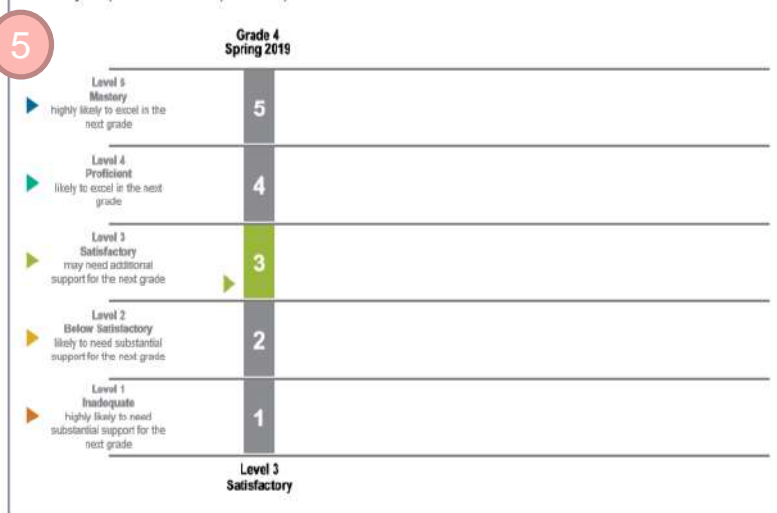 5
Grade 4
Spring 2019
Level 5
Mastery
highly likely to excel in the
next grade
5
Level 4
Proficient
likely to excel in the next
grade
4
Level 3
Satisfactory
may need additional
support for the next grade
3
Level 2
Below Satisfactory
likely to need substantial
support for the next grade
2
Level 1
Inadequate
highly likely to need
substantial support for the
next grade
1
Level 3
Satisfactory